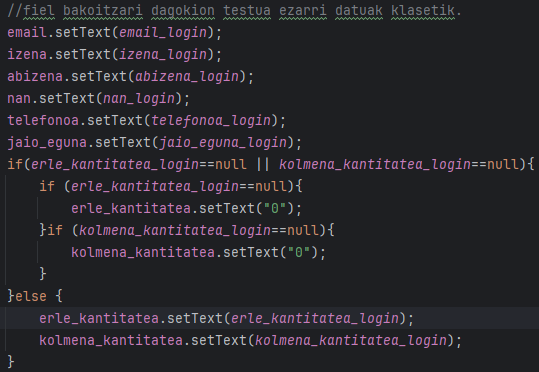 //fiel bakoitzari dagokion testua ezarri datuak klasetik.
email.setText(email_login);
izena.setText(izena_login);
abizena.setText(abizena_login);
nan.setText(nan_login);
telefonoa.setText(telefonoa_login);
jaio_eguna.setText(jaio_eguna_login);
if(erle_kantitatea_login==null || kolmena_kantitatea_login==null){
    if (erle_kantitatea_login==null){
        erle_kantitatea.setText("0");
    }if (kolmena_kantitatea_login==null){
        kolmena_kantitatea.setText("0");
    }
}else {
    erle_kantitatea.setText(erle_kantitatea_login);
    kolmena_kantitatea.setText(kolmena_kantitatea_login);
}